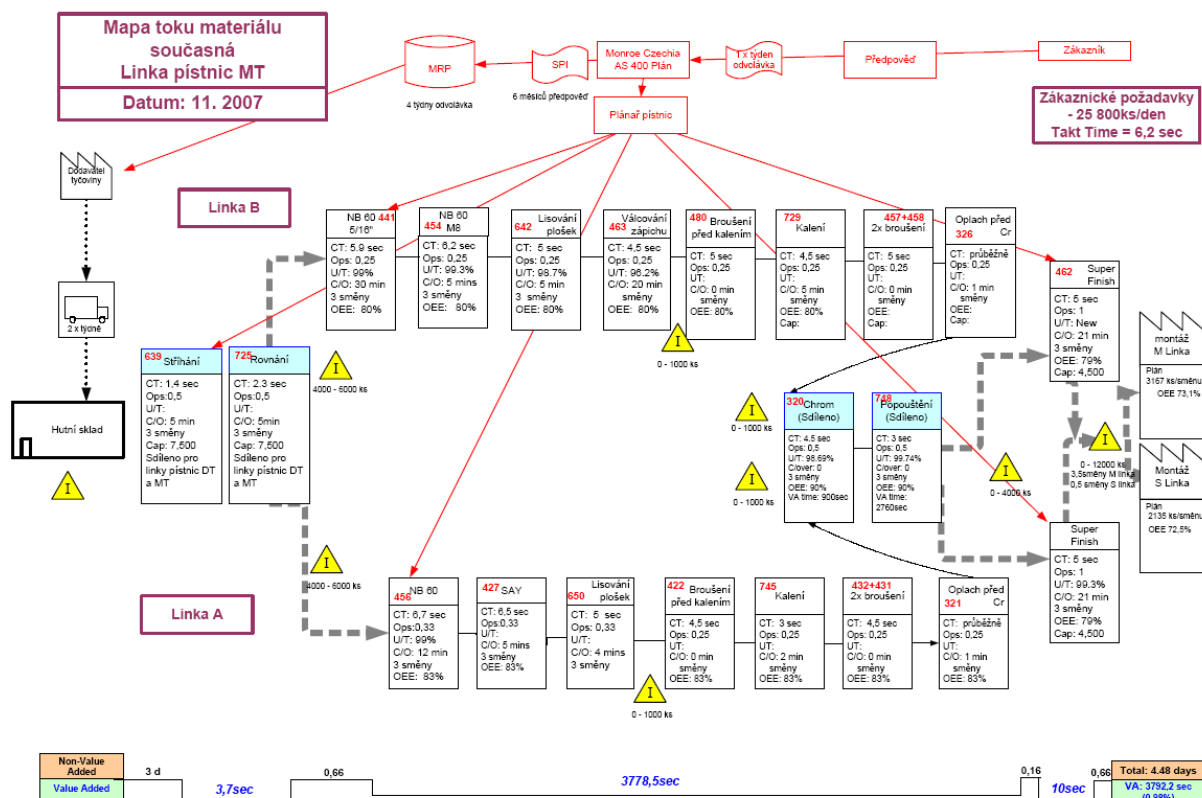 Mapa toku materiálu
současná
Linka pístnic MT
Datum: 11. 2007
MRP
4 týdny odvolávka
SPI
6 měsíců předpověď
Monroe Czechia
AS 400 Plán
1 x týden
odvolávka
Předpověď
Zákazník
Plánař pístnic
Zákaznické požadavky
- 25 800ks/den
Takt Time = 6,2 sec
Dodavatel
tyčoviny
2 x týdně
Hutní sklad
I
Linka B
NB 60 441
5/16"
CT: 5.9 sec
Ops: 0,25
U/T: 99%
C/O: 30 min
3 směny
OEE: 80%
NB 60
454 M8
CT: 6,2 sec
Ops: 0,25
U/T: 99.3%
C/O: 5 mins
3 směny
OEE: 80%
642 Lisování
plošek
CT: 5 sec
Ops: 0,25
U/T: 98.7%
C/O: 5 min
3 směny
OEE: 80%
Válcování
463 zápichu
CT: 4,5 sec
Ops: 0,25
U/T: 96.2%
C/O: 20 min
směny
OEE: 80%
480 Broušení
před kalením
CT: 5 sec
Ops: 0,25
UT:
C/O: 0 min
směny
OEE: 80%
729
Kalení
CT: 4,5 sec
Ops: 0,25
UT:
C/O: 5 min
směny
OEE: 80%
Cap:
457+458
2x broušení
CT: 5 sec
Ops: 0,25
UT:
C/O: 0 min
směny
OEE:
Cap:
Oplach před
326 Cr
CT: průběžně
Ops: 0,25
UT:
C/O: 1 min
směny
OEE:
Cap:
462 Super
Finish
CT: 5 sec
Ops: 1
U/T: New
C/O: 21 min
3 směny
OEE: 79%
Cap: 4,500
montáž
M Linka
Plán
3167 ks/směnu
OEE 73,1%
639 Stříhání
CT: 1,4 sec
Ops:0,5
U/T:
C/O: 5 min
3 směny
Cap: 7,500
Sdíleno pro
linky pístnic DT
a MT
725 Rovnání
CT: 2.3 sec
Ops:0,5
U/T:
C/O: 5min
3 směny
Cap: 7,500
Sdíleno pro
linky pístnic DT
a MT
I
4000 - 6000 ks
I
0 - 1000 ks
I
0 - 1000 ks
I
0 - 1000 ks
320 Chrom
(Sdíleno)
CT: 4,5 sec
Ops: 0,5
U/T: 98.69%
C/over: 0
3 směny
OEE: 90%
VA time: 900sec
748
Popouštění
(Sdíleno)
CT: 3 sec
Ops: 0,5
U/T: 99.74%
C/over: 0
3 směny
OEE: 90%
VA time:
2760sec
I
0 - 4000 ks
I
0 - 12000 ks
3,5směny M linka
0,5 směny S linka
Montáž
S Linka
Plán
2135 ks/směnu
OEE 72,5%
Super
Finish
CT: 5 sec
Ops: 1
U/T: 99.3%
C/O: 21 min
3 směny
OEE: 79%
Cap: 4,500
I
4000 - 6000 ks
Linka A
NB 60
456
CT: 6,7 sec
Ops: 0,33
U/T: 99%
C/O: 12 min
3 směny
OEE: 83%
427 SAY
CT: 6,5 sec
Ops:0,33
U/T:
C/O: 5 mins
3 směny
OEE: 83%
Lisování
650 plošek
CT: 5 sec
Ops: 0,33
U/T:
C/O: 4 mins
3 směny
I
0 - 1000 ks
422 Broušení
před kalením
CT: 4,5 sec
Ops: 0,25
UT:
C/O: 0 min
směny
OEE: 83%
745
Kalení
CT: 3 sec
Ops: 0,25
UT:
C/O: 2 min
směny
OEE: 83%
432+431
2x broušení
CT: 4,5 sec
Ops: 0,25
UT:
C/O: 0 min
směny
OEE: 83%
Oplach před
321 Cr
CT: průběžně
Ops: 0,25
UT:
C/O: 1 min
směny
OEE: 83%
Non-Value
Added
Value Added
3 d
3,7sec
0,66
3778,5sec
0,16
10sec
0,66
Total: 4.48 days
VA: 3792,2 sec
(0,98%)